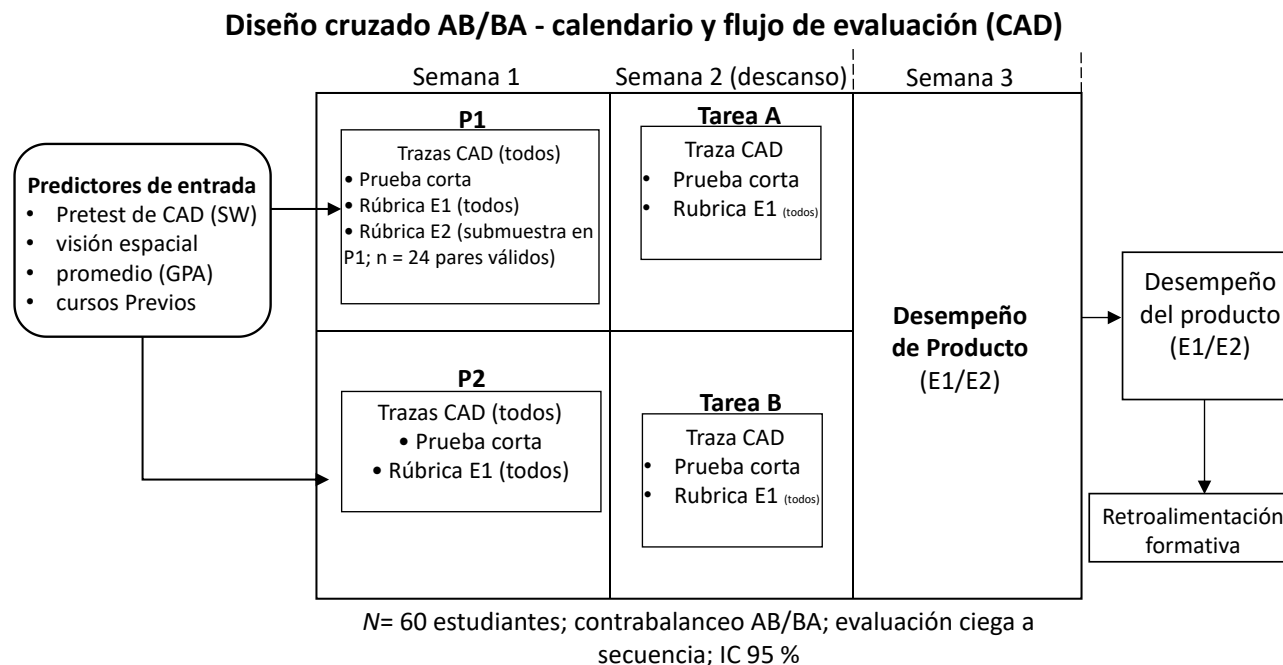 Diseño cruzado AB/BA - calendario y flujo de evaluación (CAD)
Semana 1
Semana 2 (descanso)
Semana 3
Predictores de entrada
• Pretest de CAD (SW)
• visión espacial
• promedio (GPA)
• cursos Previos
P1
Trazas CAD (todos)
• Prueba corta
• Rúbrica E1 (todos)
• Rúbrica E2 (submuestra en
P1; n = 24 pares válidos)
Tarea A
Traza CAD
• Prueba corta
• Rubrica E1 (todos)
P2
Trazas CAD (todos)
• Prueba corta
• Rúbrica E1 (todos)
Tarea B
Traza CAD
• Prueba corta
• Rubrica E1 (todos)
Desempeño
de Producto
(E1/E2)
Desempeño
del producto
(E1/E2)
Retroalimentación
formativa
N= 60 estudiantes; contrabalanceo AB/BA; evaluación ciega a
secuencia; IC 95 %